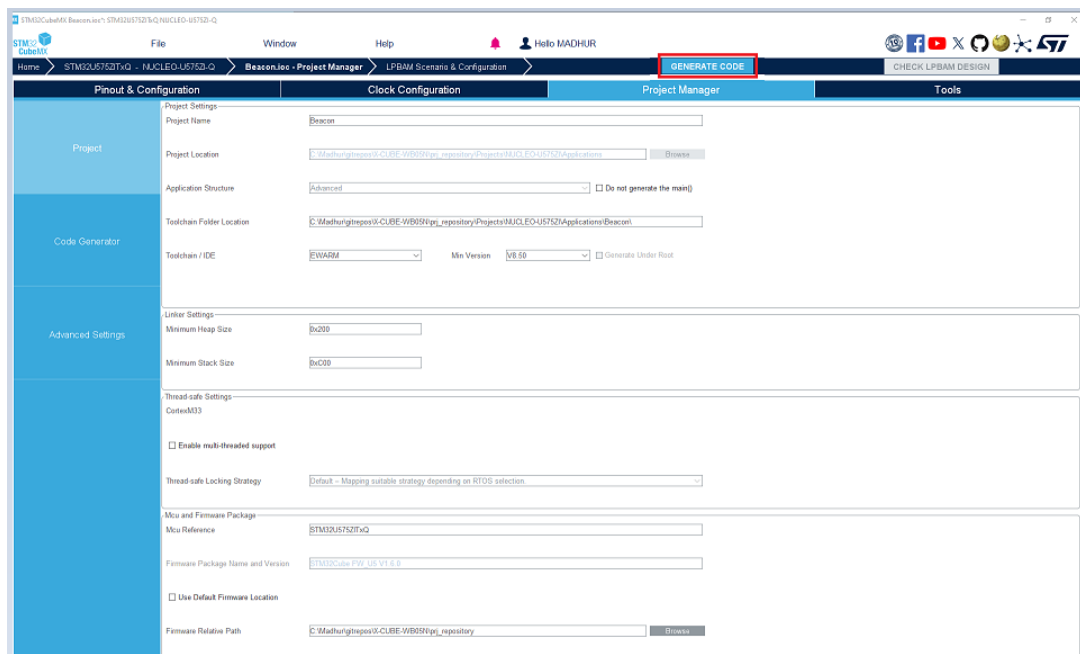 STM32CubeMX Beacon.ioc*: STM32U575ZITxQ NUCLEO-U575ZI-Q
STM32 CubeMX File Window Help Hello MADHUR
Home STM32U575ZITxQ - NUCLEO-U575ZI-Q Beacon.ioc - Project Manager LPBAM Scenario & Configuration GENERATE CODE CHECK LPBAM DESIGN
Pinout & Configuration Clock Configuration Project Manager Tools
Project
Code Generator
Advanced Settings
Project Settings
Project Name Beacon
Project Location C:\Madhur\gitrepos\X-CUBE-WB05N\prj_repository\Projects\NUCLEO-U575ZI\Applications Browse
Application Structure Advanced Do not generate the main()
Toolchain Folder Location C:\Madhur\gitrepos\X-CUBE-WB05N\prj_repository\Projects\NUCLEO-U575ZI\Applications\Beacon\
Toolchain / IDE EWARM Min Version V8.50 Generate Under Root
Linker Settings
Minimum Heap Size 0x200
Minimum Stack Size 0xC00
Thread-safe Settings
CortexM33
Enable multi-threaded support
Thread-safe Locking Strategy Default – Mapping suitable strategy depending on RTOS selection.
Mcu and Firmware Package
Mcu Reference STM32U575ZITxQ
Firmware Package Name and Version STM32Cube FW_U5 V1.6.0
Use Default Firmware Location
Firmware Relative Path C:\Madhur\gitrepos\X-CUBE-WB05N\prj_repository Browse